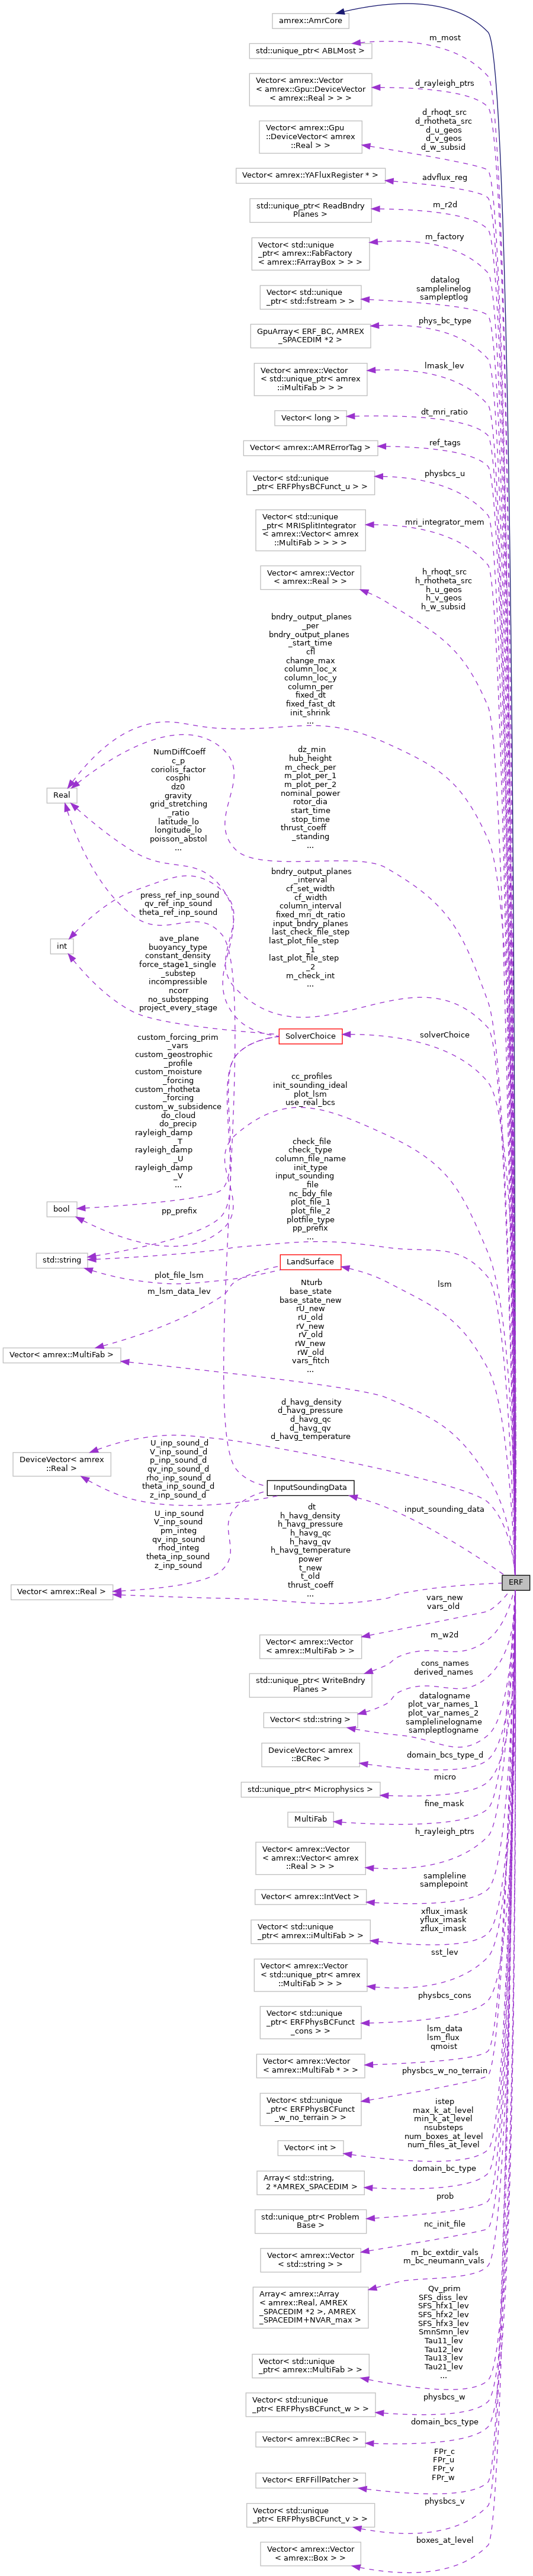 amrex::AmrCore
m_most
std::unique_ptr< ABLMost >
Vector< amrex::Vector
< amrex::Gpu::DeviceVector
< amrex::Real > > >
d_rayleigh_ptrs
d_rhoqt_src
d_rhotheta_src
d_u_geos
d_v_geos
d_w_subsid
Vector< amrex::Gpu
::DeviceVector< amrex
::Real > >
Vector< amrex::YAFluxRegister * >
advflux_reg
std::unique_ptr< ReadBndry
Planes >
m_r2d
Vector< std::unique
_ptr< amrex::FabFactory
< amrex::FArrayBox > > >
m_factory
Vector< std::unique
_ptr< std::fstream > >
datalog
samplelinelog
sampleptlog
GpuArray< ERF_BC, AMREX
_SPACEDIM *2 >
phys_bc_type
Vector< amrex::Vector
< std::unique_ptr< amrex
::iMultiFab > > >
lmask_lev
Vector< long >
dt_mri_ratio
Vector< amrex::AMRErrorTag >
ref_tags
Vector< std::unique
_ptr< ERFPhysBCFunct_u > >
physbcs_u
Vector< std::unique
_ptr< MRISplitIntegrator
< amrex::Vector< amrex
::MultiFab > > > >
mri_integrator_mem
Vector< amrex::Vector
< amrex::Real > >
h_rhoqt_src
h_rhotheta_src
h_u_geos
h_v_geos
h_w_subsid
bndry_output_planes
_per
bndry_output_planes
_start_time
cfl
change_max
column_loc_x
column_loc_y
column_per
fixed_dt
fixed_fast_dt
init_shrink
...
Real
NumDiffCoeff
c_p
coriolis_factor
cosphi
dz0
gravity
grid_stretching
_ratio
latitude_lo
longitude_lo
poisson_abstol
...
dz_min
hub_height
m_check_per
m_plot_per_1
m_plot_per_2
nominal_power
rotor_dia
start_time
stop_time
thrust_coeff
_standing
...
press_ref_inp_sound
qv_ref_inp_sound
theta_ref_inp_sound
bndry_output_planes
_interval
cf_set_width
cf_width
column_interval
fixed_mri_dt_ratio
input_bndry_planes
last_check_file_step
last_plot_file_step
_1
last_plot_file_step
_2
m_check_int
...
int
ave_plane
buoyancy_type
constant_density
force_stage1_single
_substep
incompressible
ncorr
no_substepping
project_every_stage
SolverChoice
solverChoice
custom_forcing_prim
_vars
custom_geostrophic
_profile
custom_moisture
_forcing
custom_rhotheta
_forcing
custom_w_subsidence
do_cloud
do_precip
rayleigh_damp
_T
rayleigh_damp
_U
rayleigh_damp
_V
...
cc_profiles
init_sounding_ideal
plot_lsm
use_real_bcs
bool
pp_prefix
check_file
check_type
column_file_name
init_type
input_sounding
_file
nc_bdy_file
plot_file_1
plot_file_2
plotfile_type
pp_prefix
...
std::string
plot_file_lsm
LandSurface
lsm
m_lsm_data_lev
Nturb
base_state
base_state_new
rU_new
rU_old
rV_new
rV_old
rW_new
rW_old
vars_fitch
...
Vector< amrex::MultiFab >
d_havg_density
d_havg_pressure
d_havg_qc
d_havg_qv
d_havg_temperature
DeviceVector< amrex
::Real >
U_inp_sound_d
V_inp_sound_d
p_inp_sound_d
qv_inp_sound_d
rho_inp_sound_d
theta_inp_sound_d
z_inp_sound_d
InputSoundingData
input_sounding_data
U_inp_sound
V_inp_sound
pm_integ
qv_inp_sound
rhod_integ
theta_inp_sound
z_inp_sound
dt
h_havg_density
h_havg_pressure
h_havg_qc
h_havg_qv
h_havg_temperature
power
t_new
t_old
thrust_coeff
...
Vector< amrex::Real >
ERF
vars_new
vars_old
Vector< amrex::Vector
< amrex::MultiFab > >
m_w2d
std::unique_ptr< WriteBndry
Planes >
cons_names
derived_names
Vector< std::string >
datalogname
plot_var_names_1
plot_var_names_2
samplelinelogname
sampleptlogname
DeviceVector< amrex
::BCRec >
domain_bcs_type_d
std::unique_ptr< Microphysics >
micro
MultiFab
fine_mask
Vector< amrex::Vector
< amrex::Vector< amrex
::Real > > >
h_rayleigh_ptrs
Vector< amrex::IntVect >
sampleline
samplepoint
Vector< std::unique
_ptr< amrex::iMultiFab > >
xflux_imask
yflux_imask
zflux_imask
Vector< amrex::Vector
< std::unique_ptr< amrex
::MultiFab > > >
sst_lev
Vector< std::unique
_ptr< ERFPhysBCFunct
_cons > >
physbcs_cons
Vector< amrex::Vector
< amrex::MultiFab * > >
lsm_data
lsm_flux
qmoist
Vector< std::unique
_ptr< ERFPhysBCFunct
_w_no_terrain > >
physbcs_w_no_terrain
Vector< int >
istep
max_k_at_level
min_k_at_level
nsubsteps
num_boxes_at_level
num_files_at_level
Array< std::string,
2 *AMREX_SPACEDIM >
domain_bc_type
std::unique_ptr< Problem
Base >
prob
Vector< amrex::Vector
< std::string > >
nc_init_file
Array< amrex::Array
< amrex::Real, AMREX
_SPACEDIM *2 >, AMREX
_SPACEDIM+NVAR_max >
m_bc_extdir_vals
m_bc_neumann_vals
Vector< std::unique
_ptr< amrex::MultiFab > >
Qv_prim
SFS_diss_lev
SFS_hfx1_lev
SFS_hfx2_lev
SFS_hfx3_lev
SmnSmn_lev
Tau11_lev
Tau12_lev
Tau13_lev
Tau21_lev
...
Vector< std::unique
_ptr< ERFPhysBCFunct_w > >
physbcs_w
Vector< amrex::BCRec >
domain_bcs_type
Vector< ERFFillPatcher >
FPr_c
FPr_u
FPr_v
FPr_w
Vector< std::unique
_ptr< ERFPhysBCFunct_v > >
physbcs_v
Vector< amrex::Vector
< amrex::Box > >
boxes_at_level